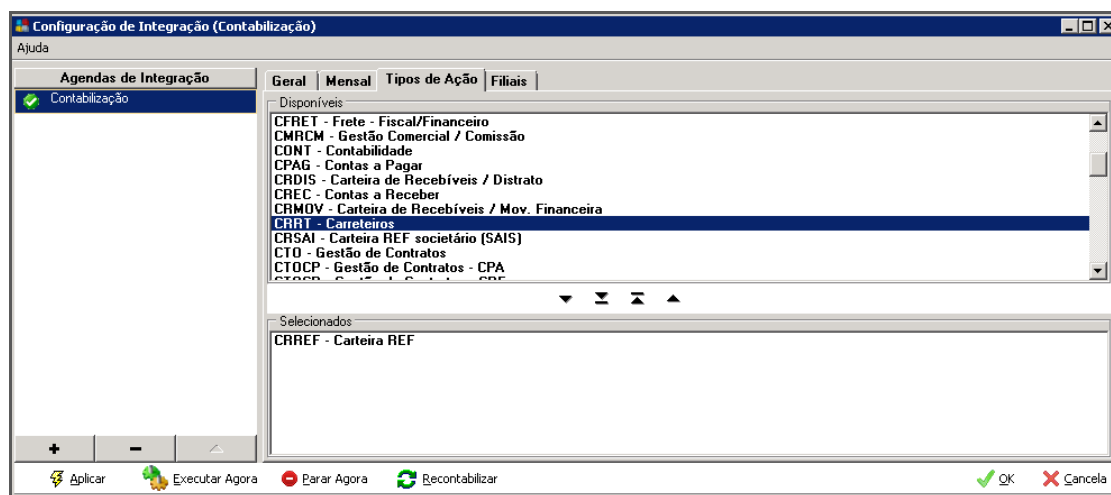 Configuração de Integração (Contabilização)
Ajuda
Agendas de Integração
Contabilização
Geral
Mensal
Tipos de Ação
Filiais
Disponíveis
CFRET - Frete - Fiscal/Financeiro
CMRCM - Gestão Comercial / Comissão
CONT - Contabilidade
CPAG - Contas a Pagar
CRDIS - Carteira de Recebíveis / Distrato
CREC - Contas a Receber
CRMOV - Carteira de Recebíveis / Mov. Financeira
CRRT - Carreteiros
CRSAI - Carteira REF societário (SAIS)
CTO - Gestão de Contratos
CTOCP - Gestão de Contratos - CPA
Selecionados
CRREF - Carteira REF
Aplicar
Executar Agora
Parar Agora
Recontabilizar
OK
Cancela